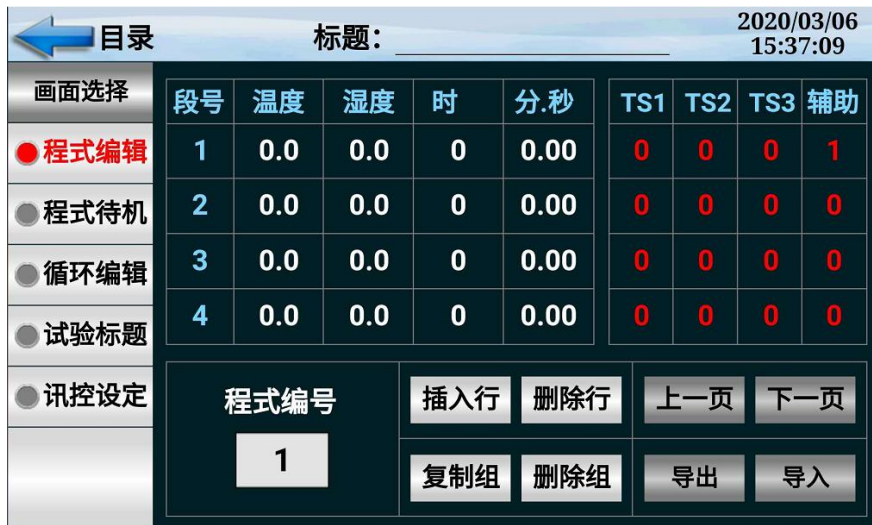 目录
标题：
2020/03/06
15:37:09
画面选择
程式编辑
程式待机
循环编辑
试验标题
讯控设定
段号 温度 湿度 时 分.秒 TS1 TS2 TS3 辅助
1 0.0 0.0 0 0.00 0 0 0 1
2 0.0 0.0 0 0.00 0 0 0 0
3 0.0 0.0 0 0.00 0 0 0 0
4 0.0 0.0 0 0.00 0 0 0 0
程式编号
1
插入行 删除行 上一页 下一页
复制组 删除组 导出 导入